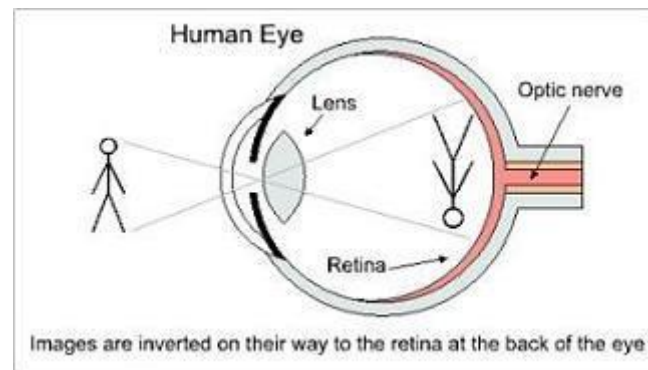 Human Eye
Lens
Optic nerve
Retina
Images are inverted on their way to the retina at the back of the eye